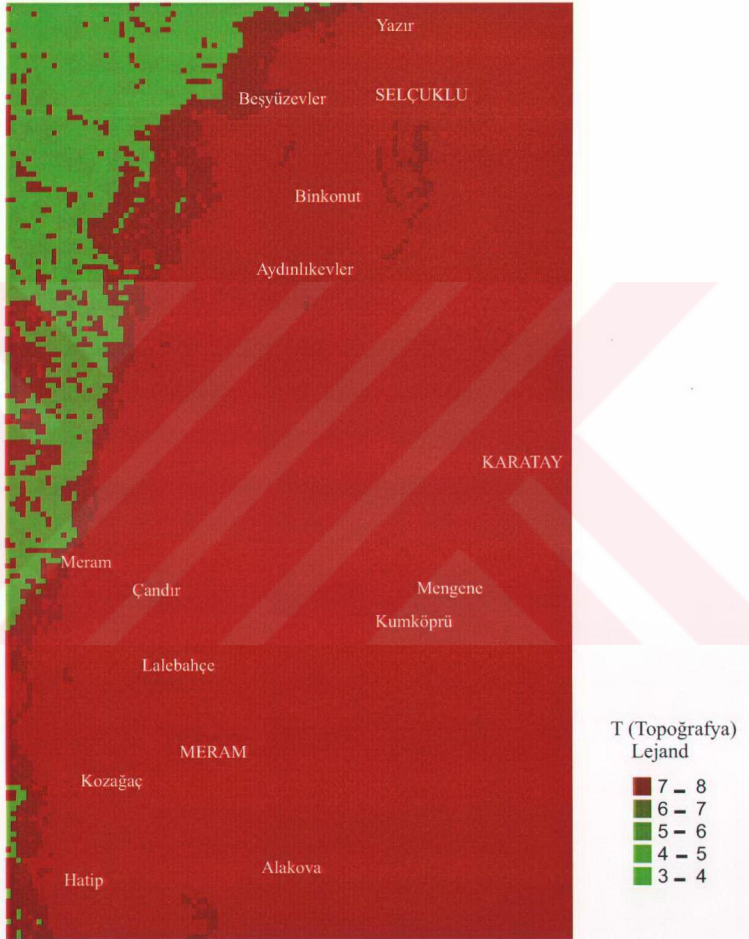 Yazır
Beşyüzevler
SELÇUKLU
Binkonut
Aydınlıkevler
KARATAY
Meram
Çandır
Mengene
Kumköprü
Lalebahçe
MERAM
Kozağaç
Alakova
Hatip
T (Topoğrafya)
Lejand
7 – 8
6 – 7
5 – 6
4 – 5
3 – 4